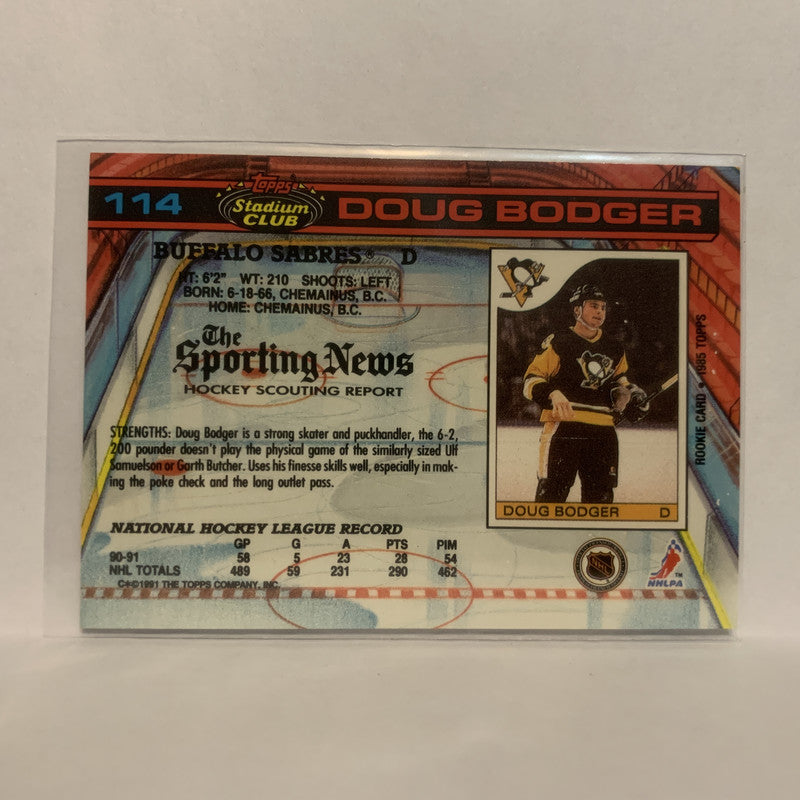 114
Topps
Stadium
CLUB
DOUG BODGER
BUFFALO SABRES® D
HT: 6'2" WT: 210 SHOOTS: LEFT
BORN: 6-18-66, CHEMAINUS, B.C.
HOME: CHEMAINUS, B.C.
The
Sporting News
HOCKEY SCOUTING REPORT
STRENGTHS: Doug Bodger is a strong skater and puckhandler, the 6-2,
200 pounder doesn't play the physical game of the similarly sized Ulf
Samuelson or Garth Butcher. Uses his finesse skills well, especially in mak-
ing the poke check and the long outlet pass.
NATIONAL HOCKEY LEAGUE RECORD
GP G A PTS PIM
90-91 58 5 23 28 54
NHL TOTALS 489 59 231 290 462
C*©1991 THE TOPPS COMPANY, INC.
DOUG BODGER D
ROOKIE CARD • 1985 TOPPS
NHL
NHLPA
TM